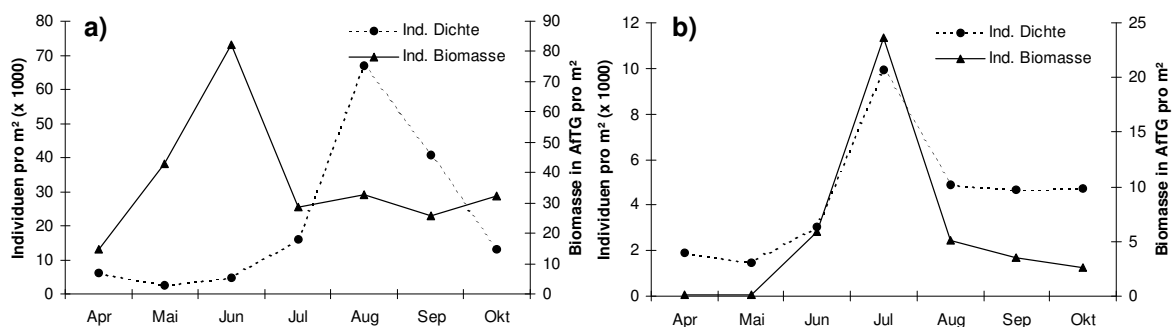 a)
Ind. Dichte
Ind. Biomasse
Individuen pro m² (x 1000)
80
70
60
50
40
30
20
10
0
Biomasse in AfTG pro m²
90
80
70
60
50
40
30
20
10
0
Apr Mai Jun Jul Aug Sep Okt
b)
Ind. Dichte
Ind. Biomasse
Individuen pro m² (x 1000)
12
10
8
6
4
2
0
Biomasse in AfTG pro m²
25
20
15
10
5
0
Apr Mai Jun Jul Aug Sep Okt